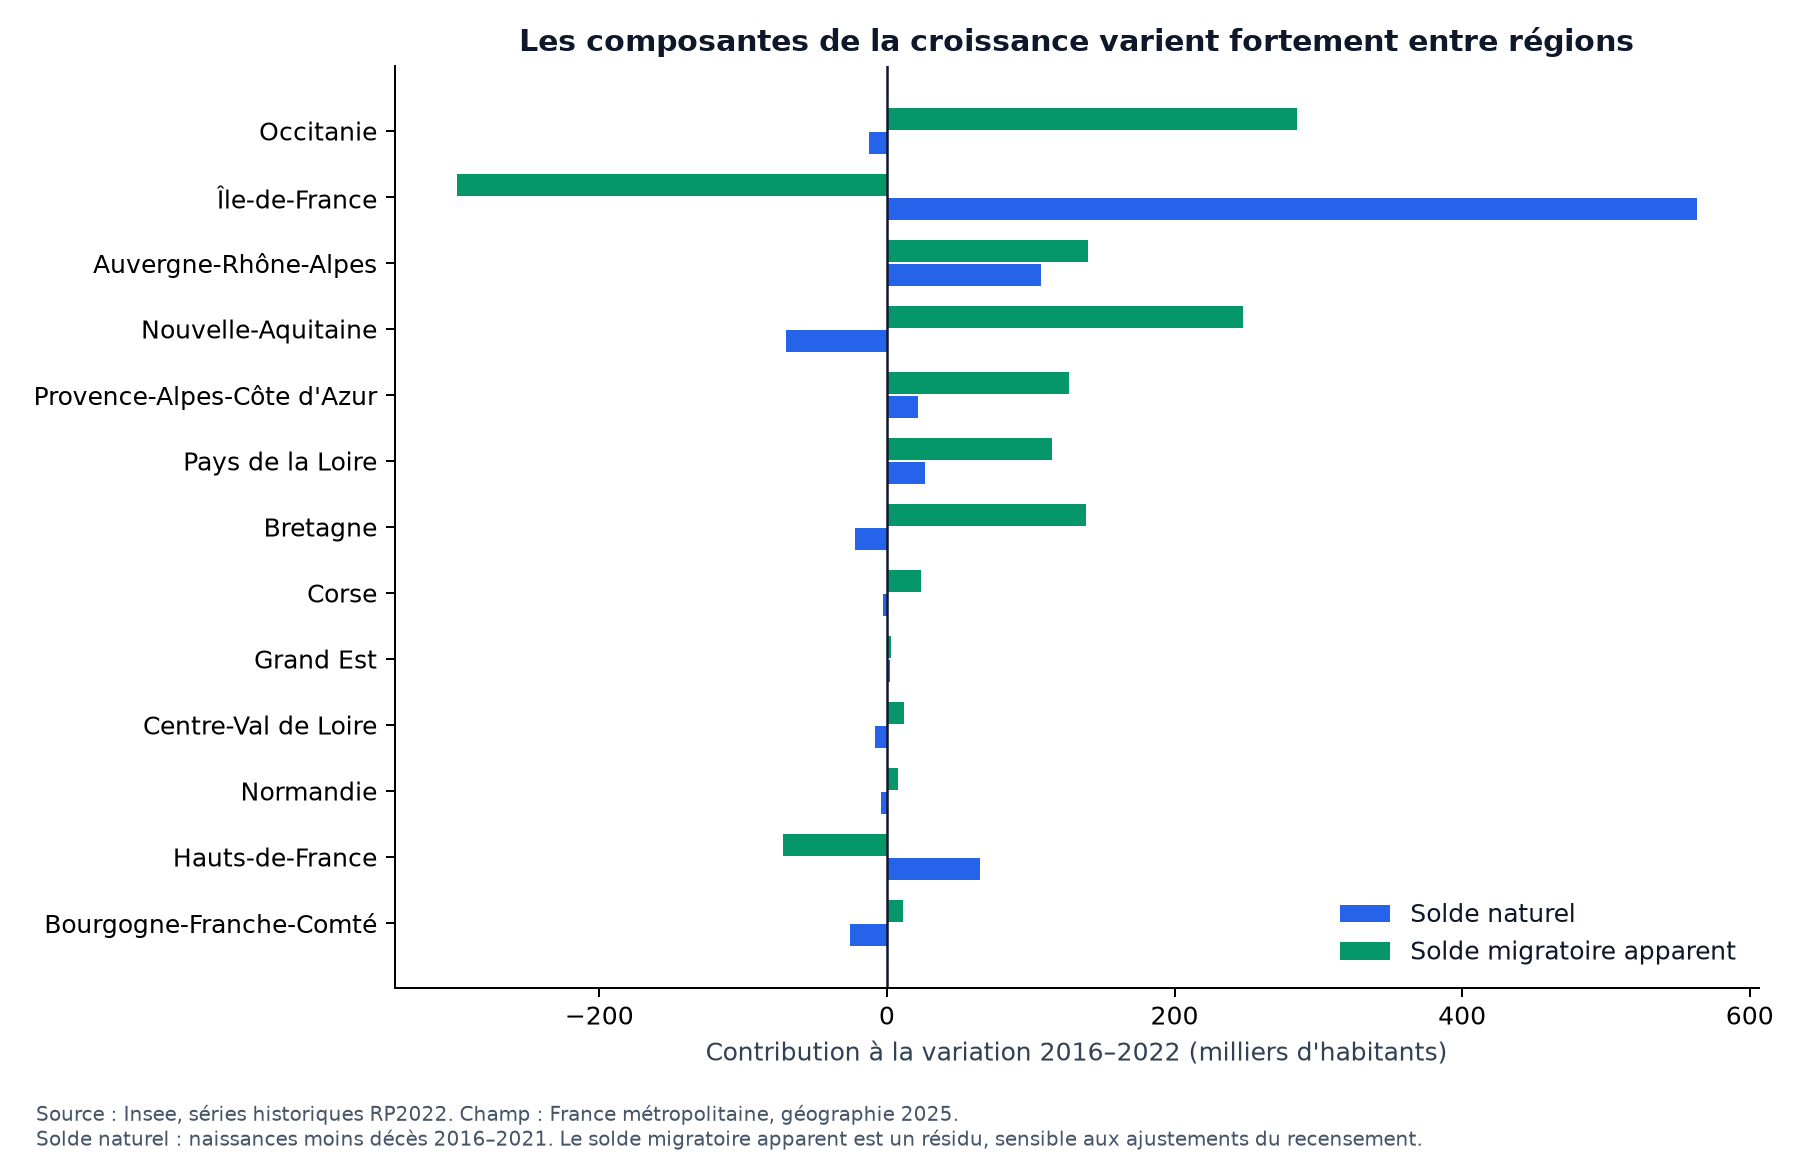 Les composantes de la croissance varient fortement entre régions
Occitanie
Île-de-France
Auvergne-Rhône-Alpes
Nouvelle-Aquitaine
Provence-Alpes-Côte d'Azur
Pays de la Loire
Bretagne
Corse
Grand Est
Centre-Val de Loire
Normandie
Hauts-de-France
Bourgogne-Franche-Comté
Solde naturel
Solde migratoire apparent
−200 0 200 400 600
Contribution à la variation 2016–2022 (milliers d'habitants)
Source : Insee, séries historiques RP2022. Champ : France métropolitaine, géographie 2025.
Solde naturel : naissances moins décès 2016–2021. Le solde migratoire apparent est un résidu, sensible aux ajustements du recensement.